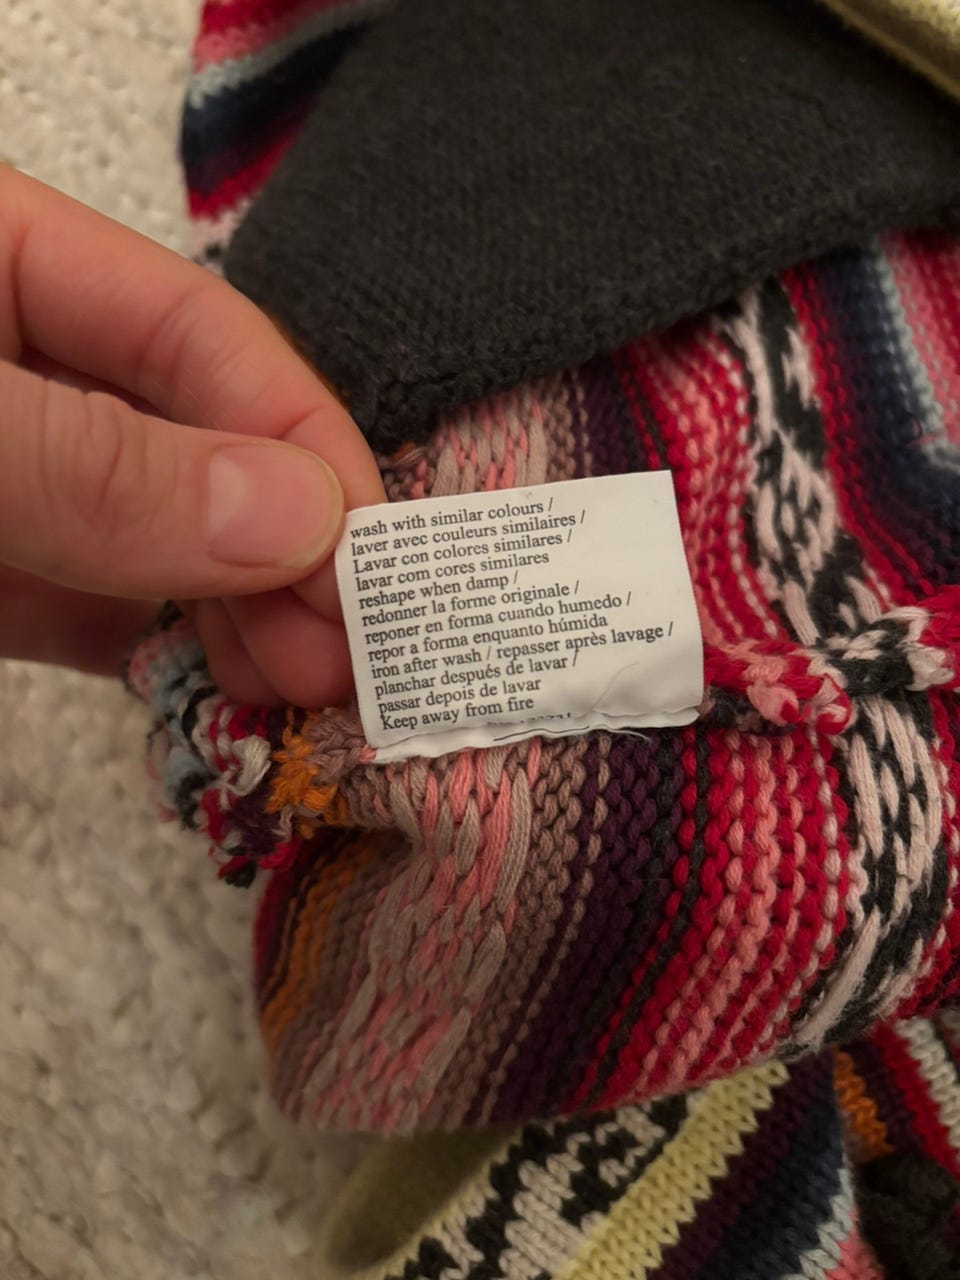 wash with similar colours /
laver avec couleurs similaires /
Lavar con colores similares /
lavar com cores similares
reshape when damp /
redonner la forme originale /
reponer en forma cuando humedo /
repor a forma enquanto húmida
iron after wash / repasser après lavage /
planchar después de lavar /
passar depois de lavar
Keep away from fire